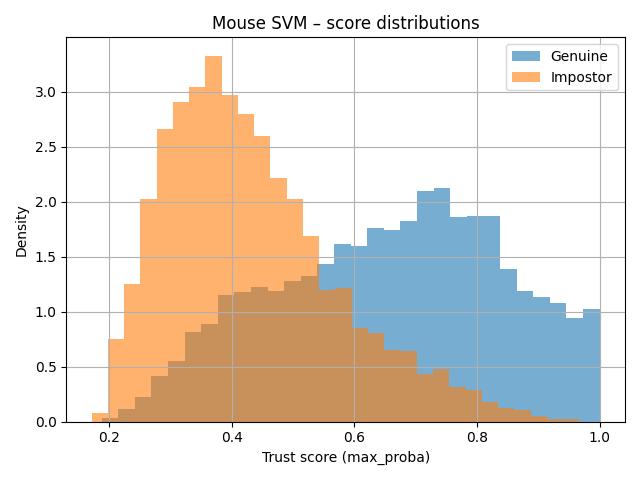 Mouse SVM – score distributions
Genuine
Impostor
3.0
2.5
2.0
1.5
1.0
0.5
0.0
Density
0.2
0.4
0.6
0.8
1.0
Trust score (max_proba)